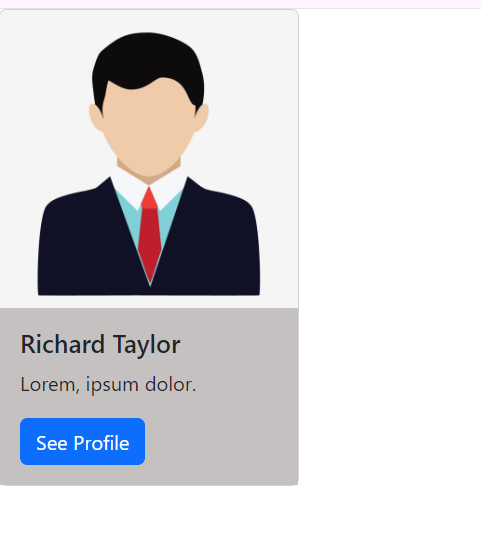 Richard Taylor
Lorem, ipsum dolor.
See Profile